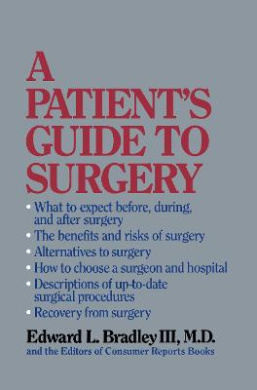 A
PATIENT'S
GUIDE TO
SURGERY
• What to expect before, during,
and after surgery
• The benefits and risks of surgery
• Alternatives to surgery
• How to choose a surgeon and hospital
• Descriptions of up-to-date
surgical procedures
• Recovery from surgery
Edward L. Bradley III, M.D.
and the Editors of Consumer Reports Books